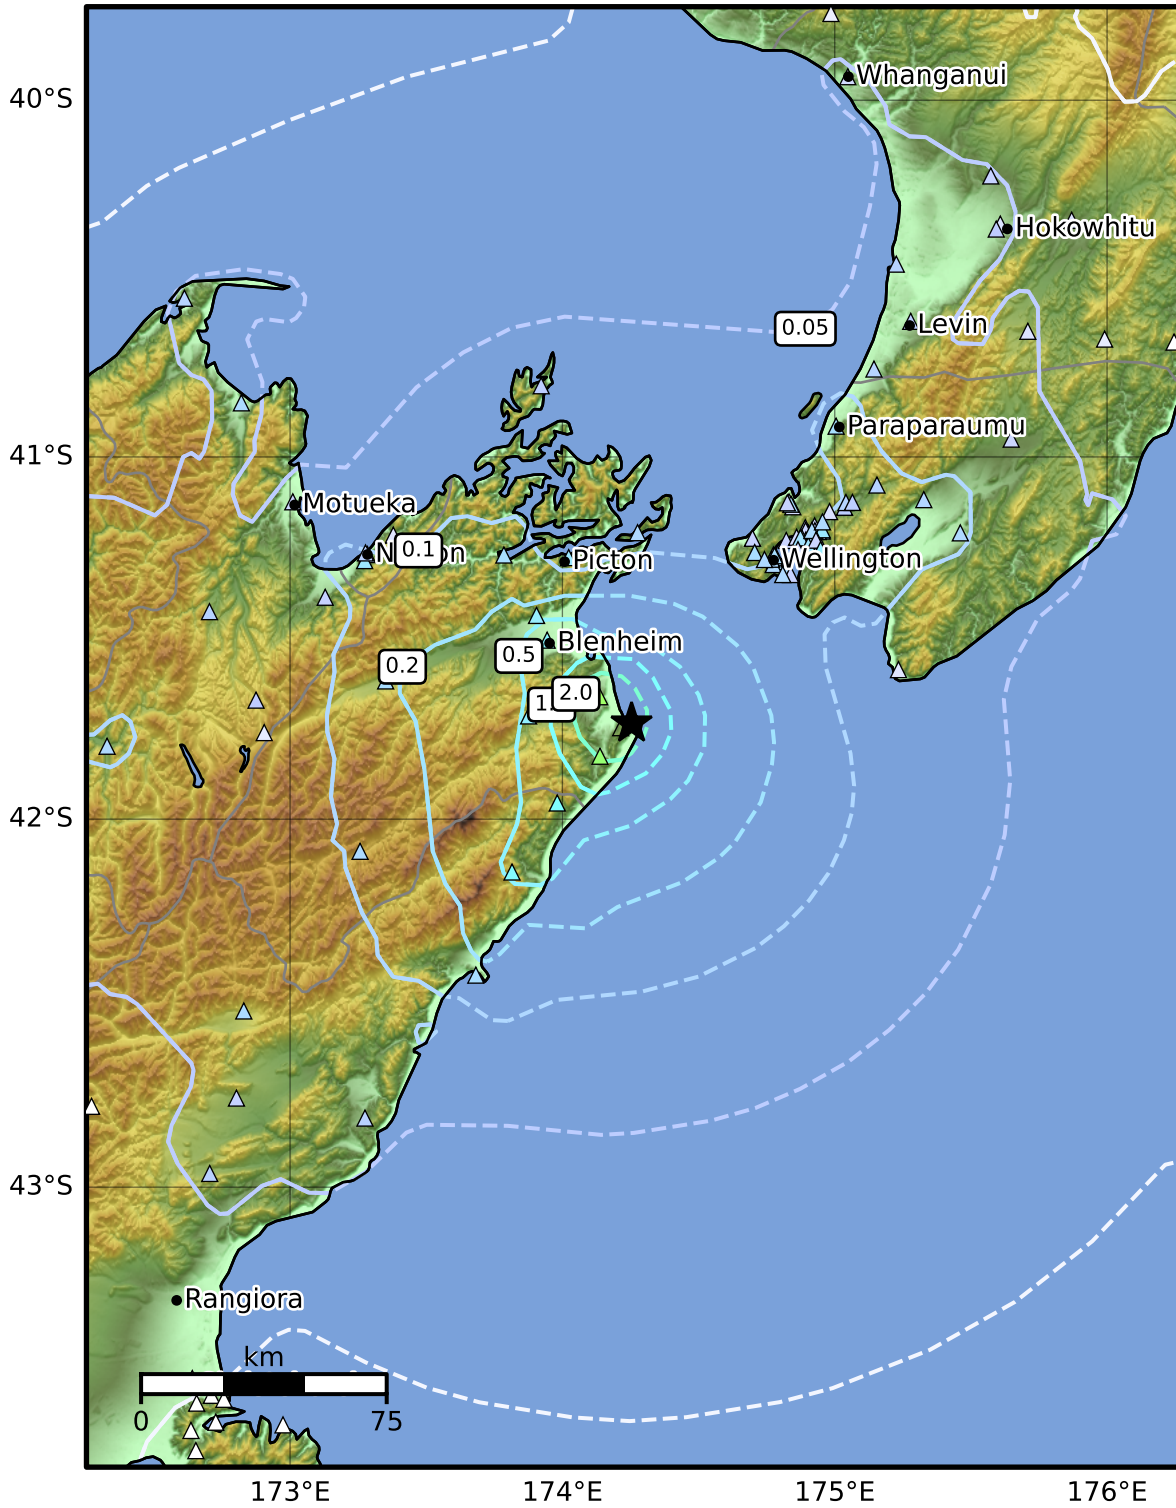 Whanganui
40°S
Hokowhitu
Levin
0.05
Paraparaumu
41°S
Motueka
0.1
Picton
Wellington
Blenheim
0.5
0.2
2.0
42°S
43°S
Rangiora
km
0
75
173°E
174°E
175°E
176°E